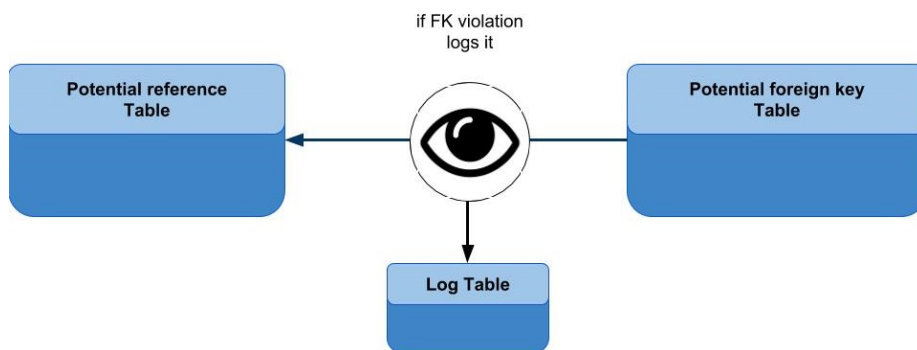 if FK violation
logs it
Potential reference
Table
Potential foreign key
Table
Log Table